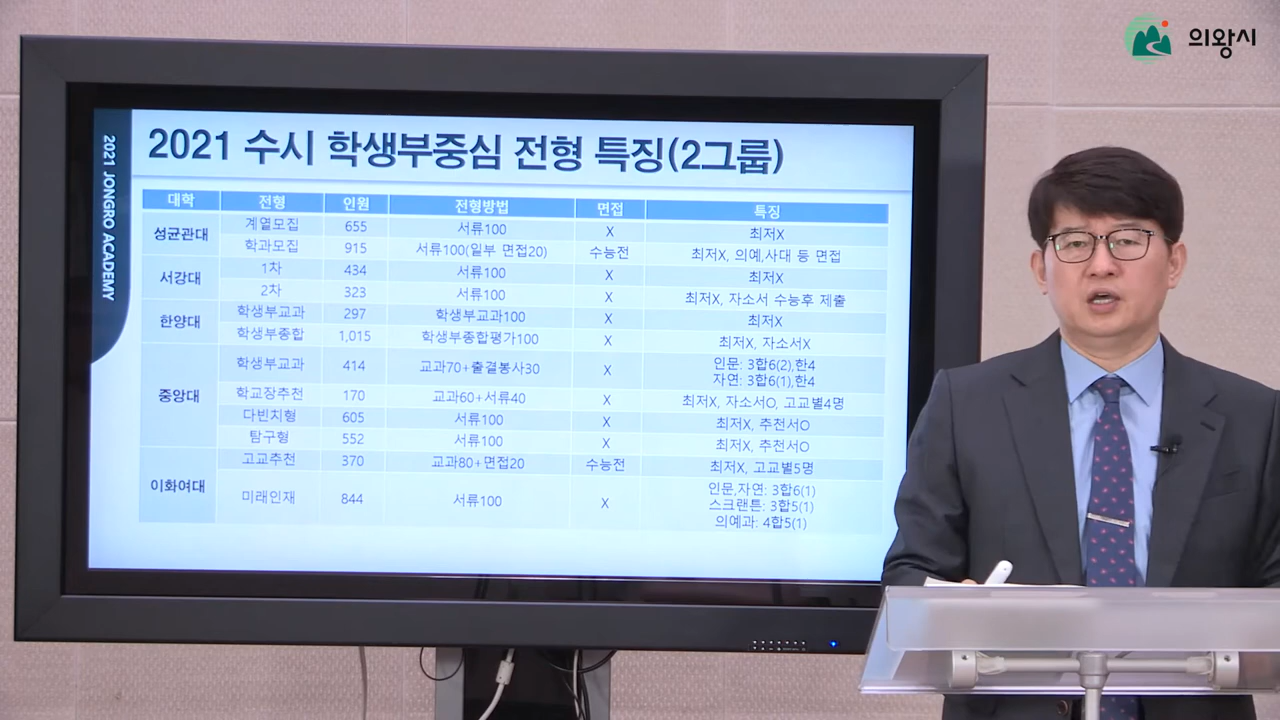 의왕시
2021 JONGRO ACADEMY
2021 수시 학생부중심 전형 특징(2그룹)
대학 전형 인원 전형방법 면접 특징
성균관대 계열모집 655 서류100 X 최저X
학과모집 915 서류100(일부 면접20) 수능전 최저X, 의예,사대 등 면접
서강대 1차 434 서류100 X 최저X
2차 323 서류100 X 최저X, 자소서 수능후 제출
한양대 학생부교과 297 학생부교과100 X 최저X
학생부종합 1,015 학생부종합평가100 X 최저X, 자소서X
중앙대 학생부교과 414 교과70+출결봉사30 X 인문: 3합6(2),한4
자연: 3합6(1),한4
학교장추천 170 교과60+서류40 X 최저X, 자소서O, 고교별4명
다빈치형 605 서류100 X 최저X, 추천서O
탐구형 552 서류100 X 최저X, 추천서O
이화여대 고교추천 370 교과80+면접20 수능전 최저X, 고교별5명
미래인재 844 서류100 X 인문,자연: 3합6(1)
스크랜튼: 3합5(1)
의예과: 4합5(1)